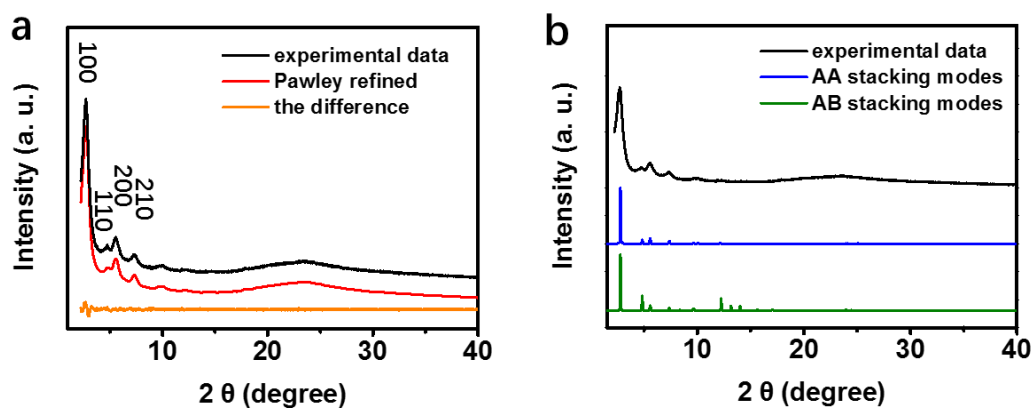 a
100
110
200
210
experimental data
Pawley refined
the difference
Intensity (a. u.)
10
20
30
40
2 θ (degree)
b
experimental data
AA stacking modes
AB stacking modes
Intensity (a. u.)
10
20
30
40
2 θ (degree)